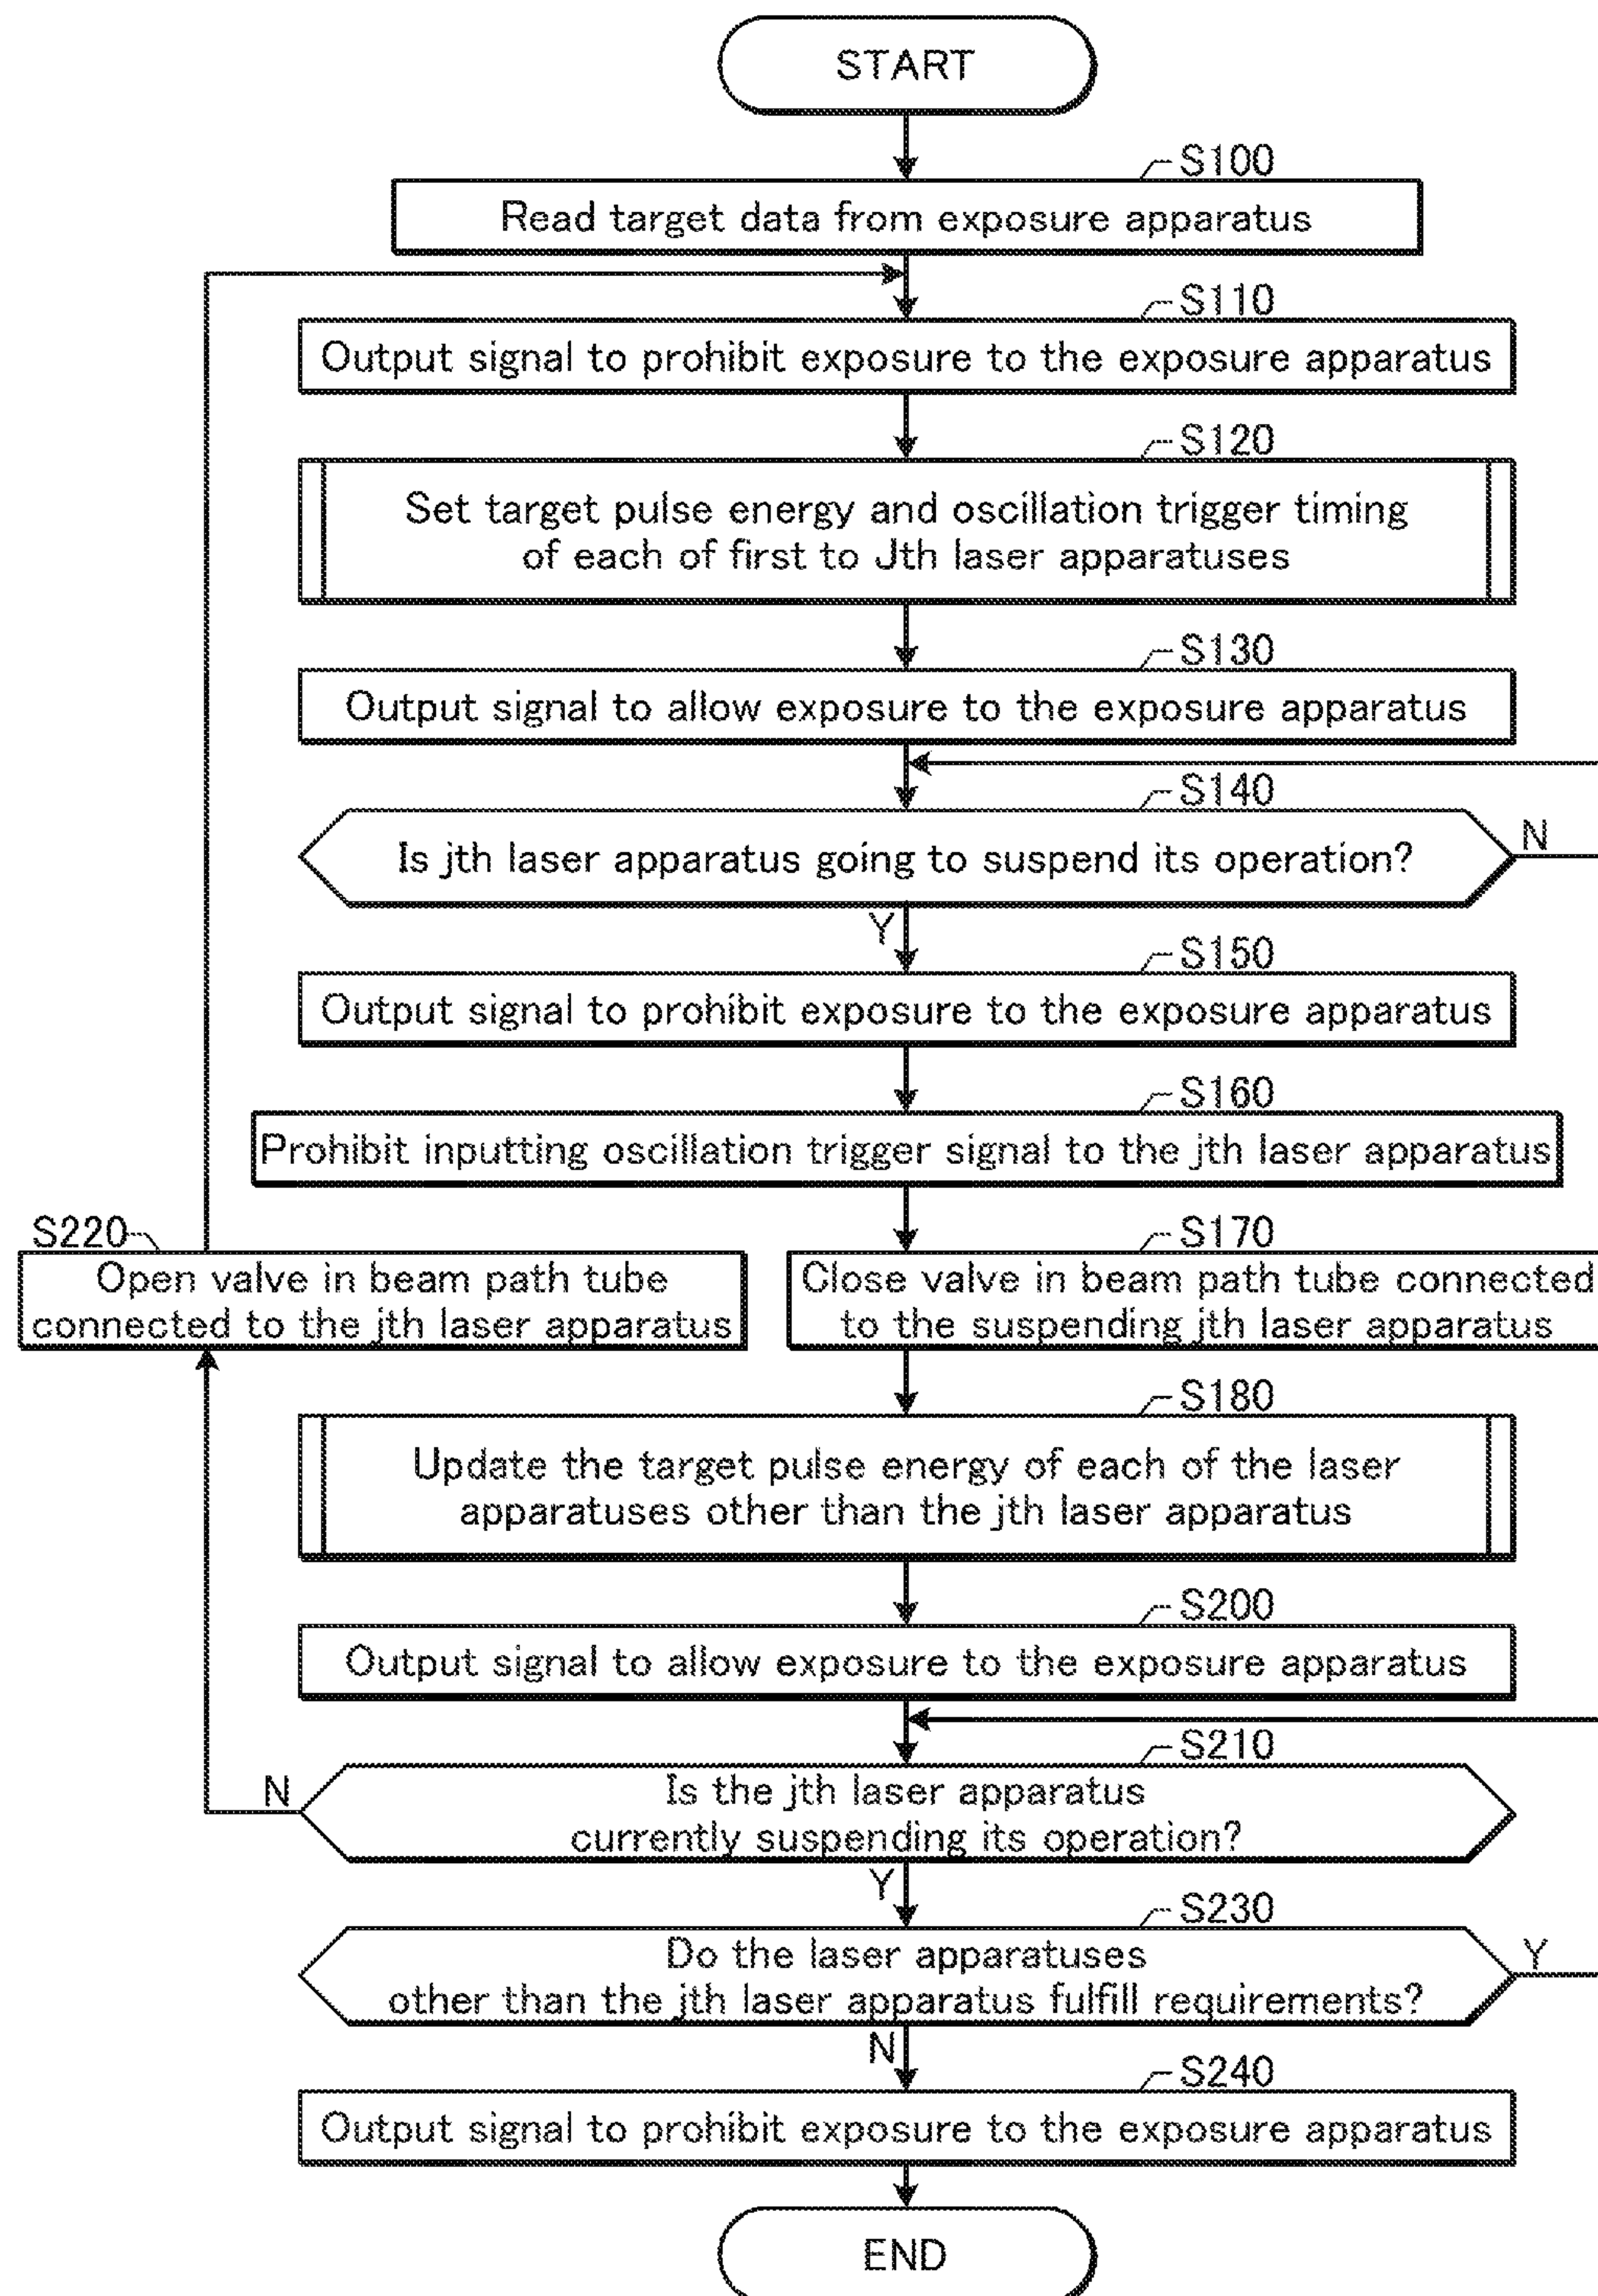 START
S100
Read target data from exposure apparatus
S110
Output signal to prohibit exposure to the exposure apparatus
S120
Set target pulse energy and oscillation trigger timing
of each of first to Jth laser apparatuses
S130
Output signal to allow exposure to the exposure apparatus
S140
Is jth laser apparatus going to suspend its operation?
N
Y
S150
Output signal to prohibit exposure to the exposure apparatus
S160
Prohibit inputting oscillation trigger signal to the jth laser apparatus
S220
Open valve in beam path tube
connected to the jth laser apparatus
S170
Close valve in beam path tube connected
to the suspending jth laser apparatus
S180
Update the target pulse energy of each of the laser
apparatuses other than the jth laser apparatus
S200
Output signal to allow exposure to the exposure apparatus
S210
N
Is the jth laser apparatus
currently suspending its operation?
Y
S230
Do the laser apparatuses
other than the jth laser apparatus fulfill requirements?
Y
N
S240
Output signal to prohibit exposure to the exposure apparatus
END